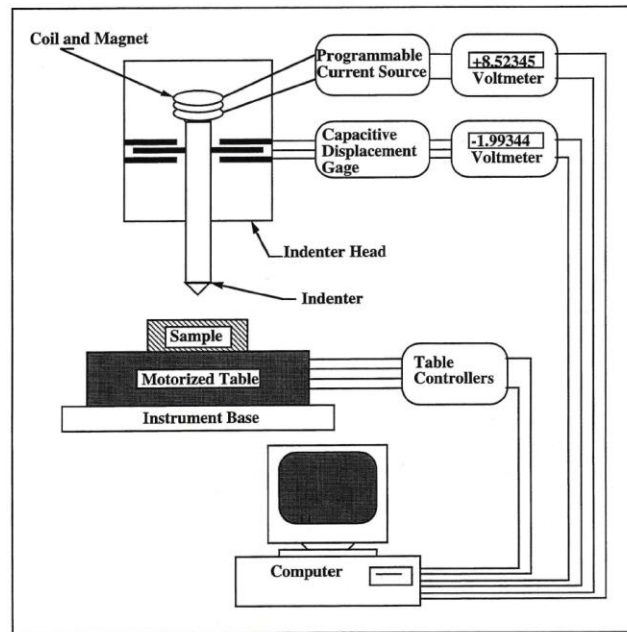 Coil and Magnet
Programmable
Current Source
+8.52345
Voltmeter
Capacitive
Displacement
Gage
-1.99344
Voltmeter
Indenter Head
Indenter
Sample
Motorized Table
Instrument Base
Table
Controllers
Computer